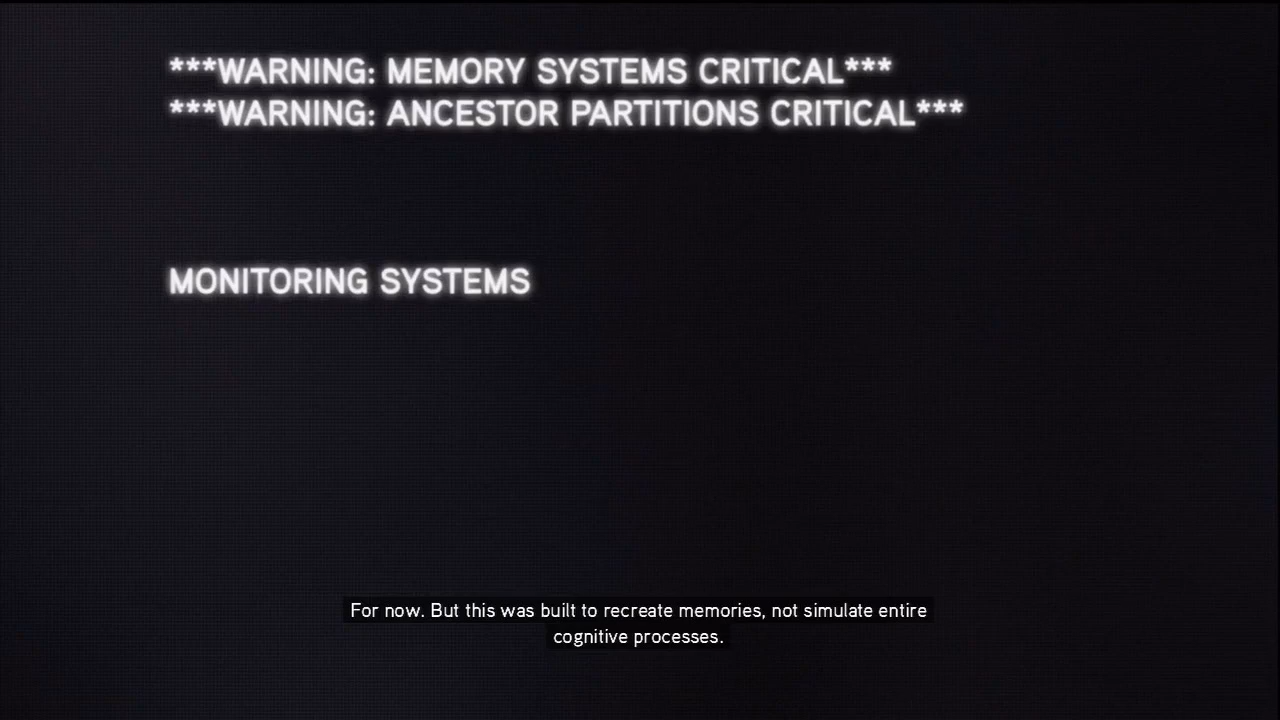 ***WARNING: MEMORY SYSTEMS CRITICAL***
***WARNING: ANCESTOR PARTITIONS CRITICAL***
MONITORING SYSTEMS
For now. But this was built to recreate memories, not simulate entire
cognitive processes.